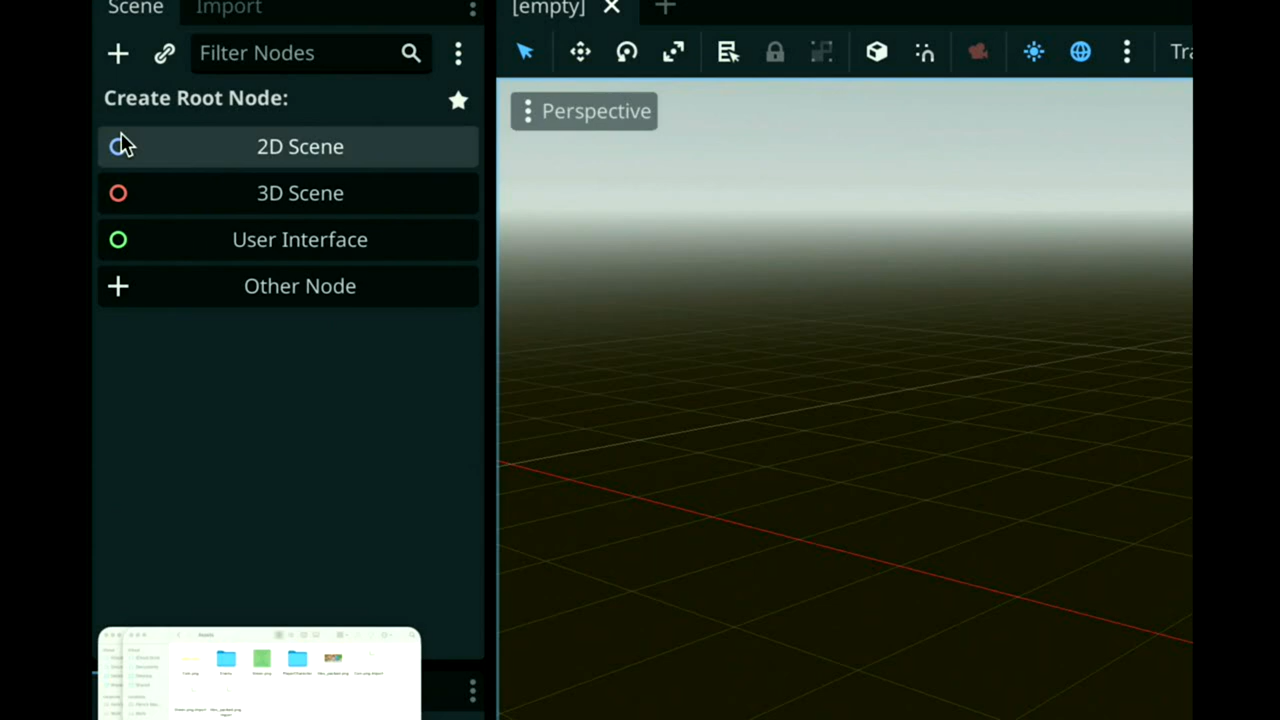 Scene Import
[empty]
Filter Nodes
Create Root Node:
Perspective
2D Scene
3D Scene
User Interface
Other Node